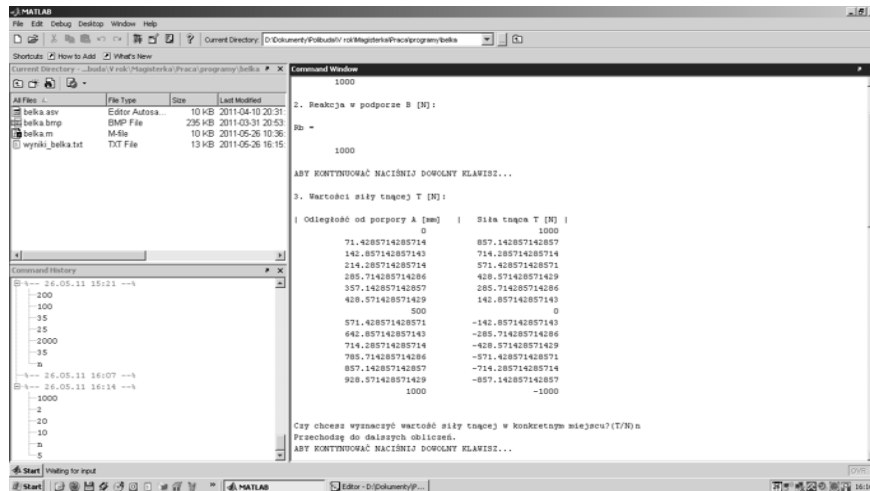 MATLAB
File Edit Debug Desktop Window Help
Current Directory: D:\Dokumenty\Polibuda\V rok\Magisterka\Praca\programy\belka
Shortcuts How to Add What's New
Current Directory - ...buda\V rok\Magisterka\Praca\programy\belka
All Files File Type Size Last Modified
belka.asv Editor Autosa... 10 KB 2011-04-10 20:31:
belka.bmp BMP File 235 KB 2011-03-31 20:53:
belka.m M-file 10 KB 2011-05-26 10:36:
wyniki_belka.txt TXT File 13 KB 2011-05-26 16:15:
Command History
%-- 26.05.11 15:21 --%
200
100
35
25
2000
35
n
%-- 26.05.11 16:07 --%
%-- 26.05.11 16:14 --%
1000
2
20
10
n
5
Command Window
1000
2. Reakcja w podporze B [N]:
Rb =
1000
ABY KONTYNUOWAĆ NACIŚNIJ DOWOLNY KLAWISZ...
3. Wartości siły tnącej T [N]:
| Odległość od porpory A [mm] | Siła tnąca T [N] |
0 1000
71.4285714285714 857.142857142857
142.857142857143 714.285714285714
214.285714285714 571.428571428571
285.714285714286 428.571428571429
357.142857142857 285.714285714286
428.571428571429 142.857142857143
500 0
571.428571428571 -142.857142857143
642.857142857143 -285.714285714286
714.285714285714 -428.571428571429
785.714285714286 -571.428571428571
857.142857142857 -714.285714285714
928.571428571429 -857.142857142857
1000 -1000
Czy chcesz wyznaczyć wartość siły tnącej w konkretnym miejscu?(T/N)n
Przechodzę do dalszych obliczeń.
ABY KONTYNUOWAĆ NACIŚNIJ DOWOLNY KLAWISZ...
Start Waiting for input OVR
Start MATLAB Editor - D:\Dokumenty\P...